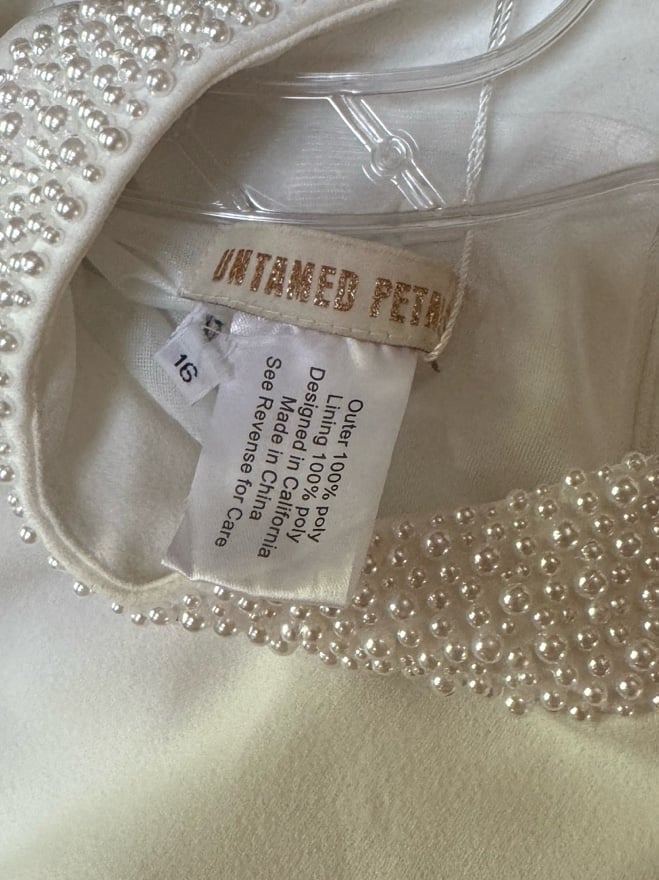 UNTAMED PETA
16
Outer 100% poly
Lining 100% poly
Designed in California
Made in China
See Revense for Care